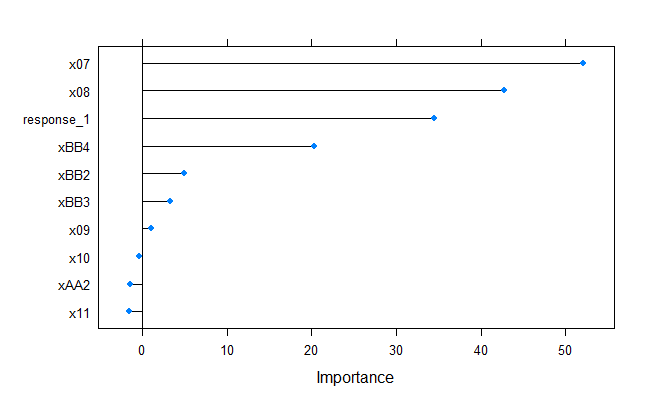 x07
x08
response_1
xBB4
xBB2
xBB3
x09
x10
xAA2
x11
0 10 20 30 40 50
Importance